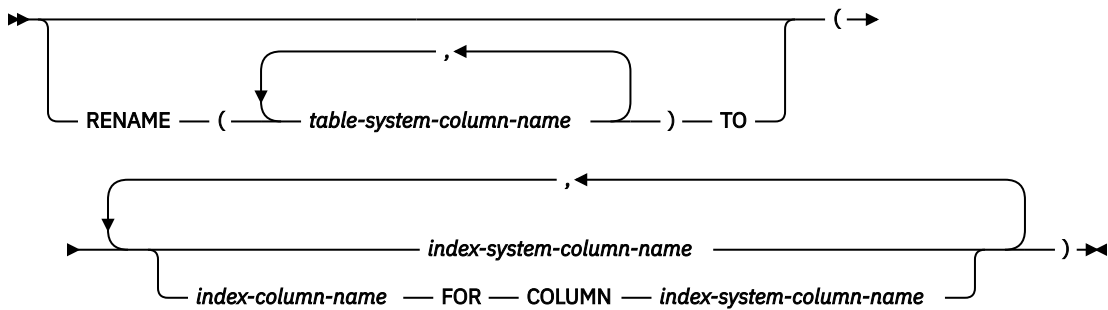 (
,
RENAME ( table-system-column-name ) TO
,
index-system-column-name )
index-column-name FOR COLUMN index-system-column-name